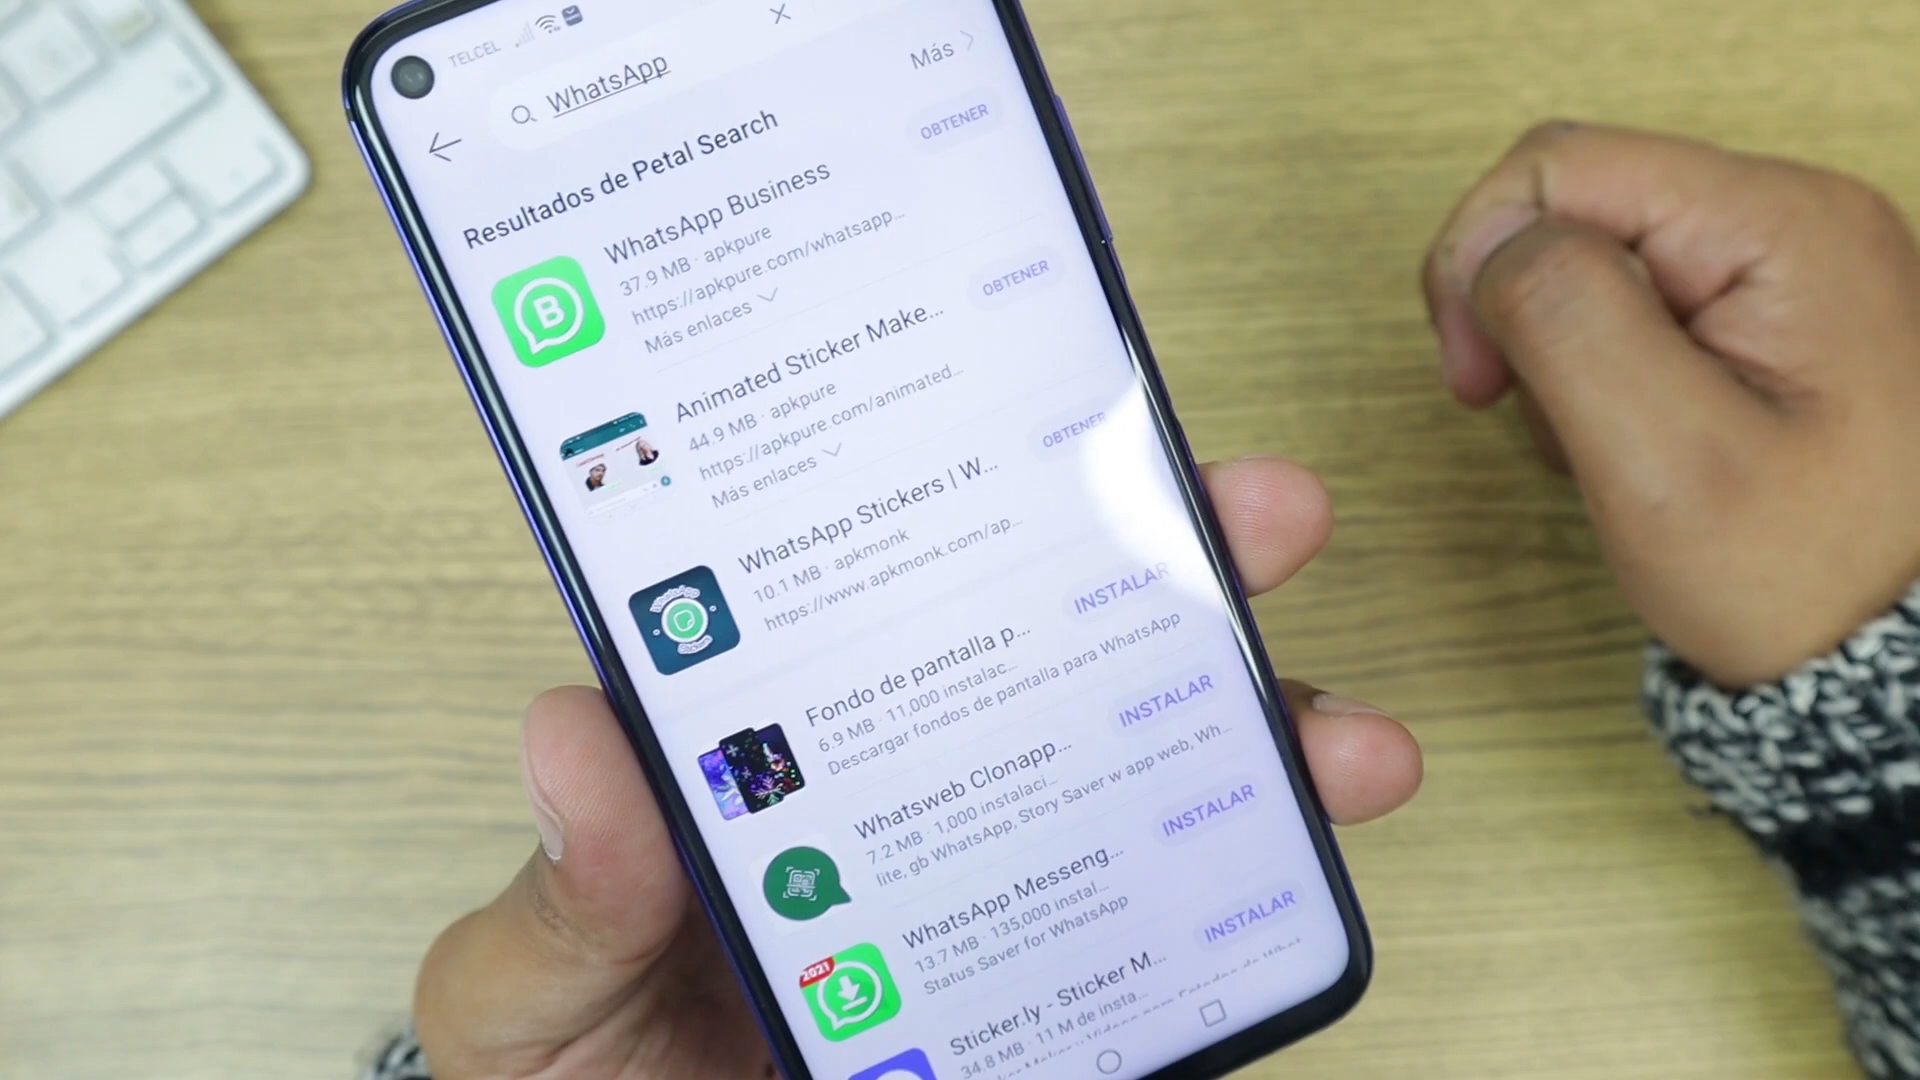 TELCEL
WhatsApp
Más
Resultados de Petal Search
WhatsApp Business
OBTENER
37.9 MB · apkpure
https://apkpure.com/whatsapp...
Más enlaces
B
Animated Sticker Make...
OBTENER
44.9 MB · apkpure
https://apkpure.com/animated...
Más enlaces
WhatsApp Stickers | W...
OBTENER
10.1 MB · apkmonk
https://www.apkmonk.com/ap...
WhatsApp
Stickers
Fondo de pantalla p...
INSTALAR
6.9 MB · 11,000 instalac...
Descargar fondos de pantalla para WhatsApp
Whatsweb Clonapp...
INSTALAR
7.2 MB · 1,000 instalaci...
lite, gb WhatsApp, Story Saver w app web, Wh...
WhatsApp Messeng...
INSTALAR
13.7 MB · 135,000 instal...
Status Saver for WhatsApp
2021
Sticker.ly - Sticker M...
INSTALAR
34.8 MB · 11 M de insta...